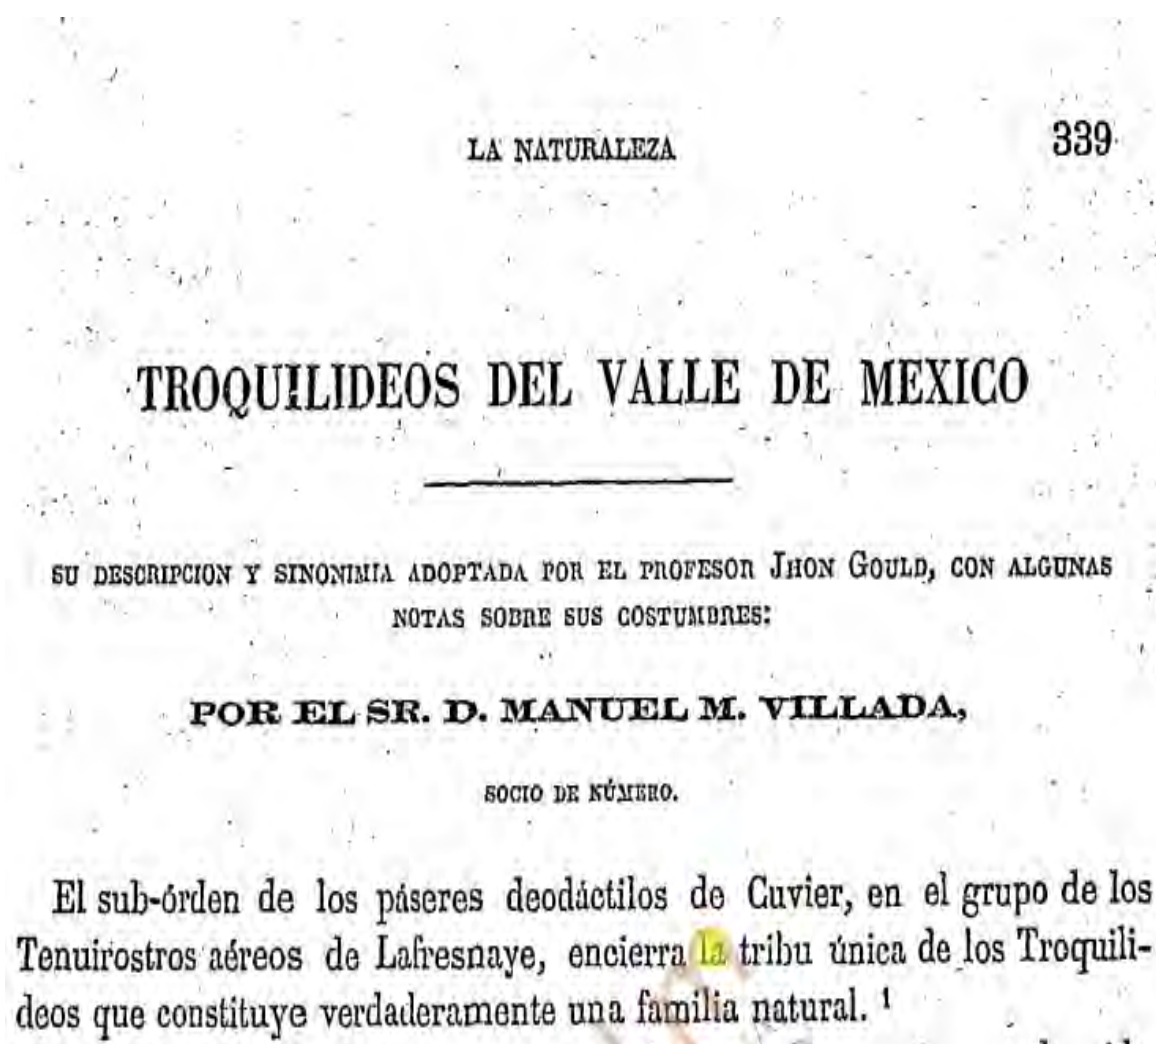 LA NATURALEZA 339
TROQUILIDEOS DEL VALLE DE MEXICO
SU DESCRIPCION Y SINONIMIA ADOPTADA POR EL PROFESOR JHON GOULD, CON ALGUNAS
NOTAS SOBRE SUS COSTUMBRES:
POR EL SR. D. MANUEL M. VILLADA,
SOCIO DE NÚMERO.
El sub-órden de los páseres deodáctilos de Cuvier, en el grupo de los
Tenuirostros aéreos de Lafresnaye, encierra la tribu única de los Troquili-
deos que constituye verdaderamente una familia natural. ¹